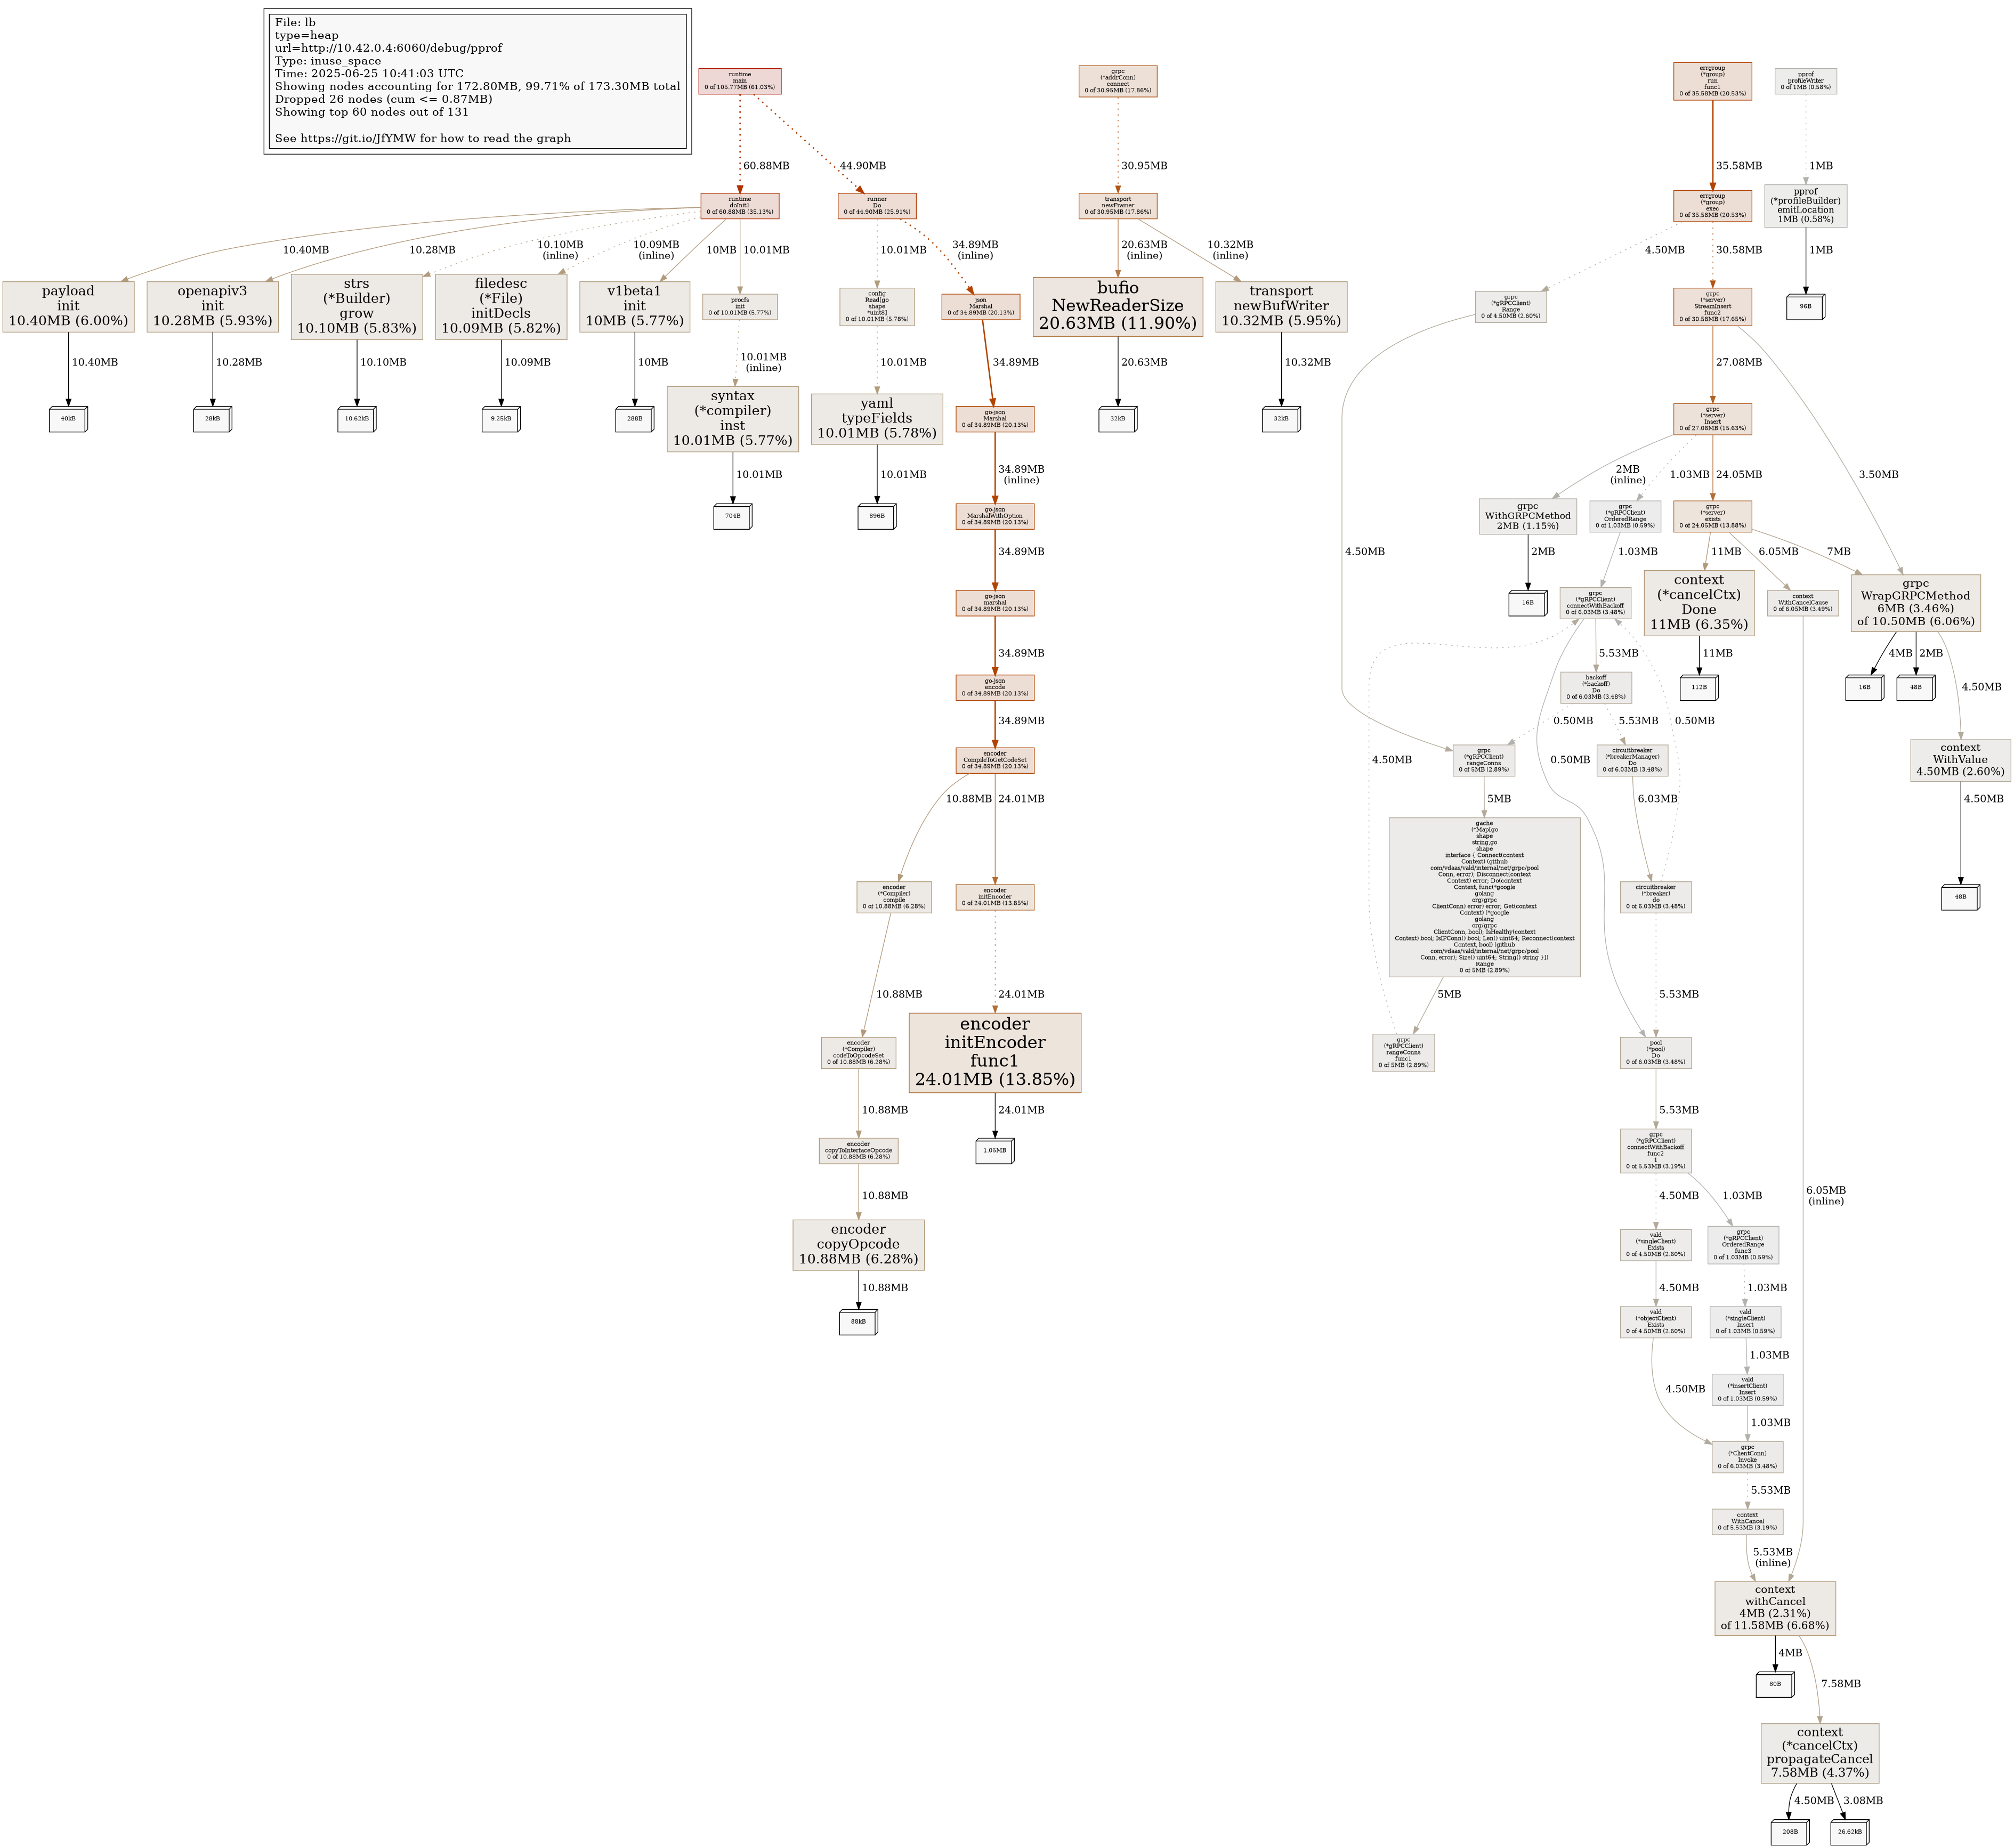 File: lb
type=heap
url=http://10.42.0.4:6060/debug/pprof
Type: inuse_space
Time: 2025-06-25 10:41:03 UTC
Showing nodes accounting for 172.80MB, 99.71% of 173.30MB total
Dropped 26 nodes (cum <= 0.87MB)
Showing top 60 nodes out of 131
See https://git.io/JfYMW for how to read the graph
runtime
main
0 of 105.77MB (61.03%)
grpc
(*addrConn)
connect
0 of 30.95MB (17.86%)
errgroup
(*group)
run
func1
0 of 35.58MB (20.53%)
pprof
profileWriter
0 of 1MB (0.58%)
60.88MB
44.90MB
30.95MB
35.58MB
1MB
runtime
doInit1
0 of 60.88MB (35.13%)
runner
Do
0 of 44.90MB (25.91%)
transport
newFramer
0 of 30.95MB (17.86%)
errgroup
(*group)
exec
0 of 35.58MB (20.53%)
pprof
(*profileBuilder)
emitLocation
1MB (0.58%)
10.40MB
10.28MB
10.10MB
(inline)
10.09MB
(inline)
10MB
10.01MB
10.01MB
34.89MB
(inline)
20.63MB
(inline)
10.32MB
(inline)
4.50MB
30.58MB
1MB
payload
init
10.40MB (6.00%)
openapiv3
init
10.28MB (5.93%)
strs
(*Builder)
grow
10.10MB (5.83%)
filedesc
(*File)
initDecls
10.09MB (5.82%)
v1beta1
init
10MB (5.77%)
procfs
init
0 of 10.01MB (5.77%)
config
Read[go
shape
*uint8]
0 of 10.01MB (5.78%)
json
Marshal
0 of 34.89MB (20.13%)
bufio
NewReaderSize
20.63MB (11.90%)
transport
newBufWriter
10.32MB (5.95%)
grpc
(*gRPCClient)
Range
0 of 4.50MB (2.60%)
grpc
(*server)
StreamInsert
func2
0 of 30.58MB (17.65%)
96B
10.40MB
10.28MB
10.10MB
10.09MB
10MB
10.01MB
(inline)
10.01MB
34.89MB
20.63MB
10.32MB
27.08MB
40kB
28kB
10.62kB
9.25kB
288B
syntax
(*compiler)
inst
10.01MB (5.77%)
yaml
typeFields
10.01MB (5.78%)
go-json
Marshal
0 of 34.89MB (20.13%)
32kB
32kB
grpc
(*server)
Insert
0 of 27.08MB (15.63%)
10.01MB
10.01MB
34.89MB
(inline)
2MB
(inline)
1.03MB
24.05MB
3.50MB
704B
896B
go-json
MarshalWithOption
0 of 34.89MB (20.13%)
grpc
WithGRPCMethod
2MB (1.15%)
grpc
(*gRPCClient)
OrderedRange
0 of 1.03MB (0.59%)
grpc
(*server)
exists
0 of 24.05MB (13.88%)
34.89MB
4.50MB
2MB
1.03MB
11MB
6.05MB
7MB
go-json
marshal
0 of 34.89MB (20.13%)
16B
grpc
(*gRPCClient)
connectWithBackoff
0 of 6.03MB (3.48%)
context
(*cancelCtx)
Done
11MB (6.35%)
context
WithCancelCause
0 of 6.05MB (3.49%)
grpc
WrapGRPCMethod
6MB (3.46%)
of 10.50MB (6.06%)
34.89MB
5.53MB
11MB
4MB
2MB
4.50MB
go-json
encode
0 of 34.89MB (20.13%)
backoff
(*backoff)
Do
0 of 6.03MB (3.48%)
112B
16B
48B
34.89MB
0.50MB
5.53MB
0.50MB
encoder
CompileToGetCodeSet
0 of 34.89MB (20.13%)
4.50MB
grpc
(*gRPCClient)
rangeConns
0 of 5MB (2.89%)
0.50MB
circuitbreaker
(*breakerManager)
Do
0 of 6.03MB (3.48%)
context
WithValue
4.50MB (2.60%)
10.88MB
24.01MB
5MB
6.03MB
4.50MB
encoder
(*Compiler)
compile
0 of 10.88MB (6.28%)
encoder
initEncoder
0 of 24.01MB (13.85%)
gache
(*Map[go
shape
string,go
shape
interface { Connect(context
Context) (github
com/vdaas/vald/internal/net/grpc/pool
Conn, error); Disconnect(context
Context) error; Do(context
Context, func(*google
golang
org/grpc
ClientConn) error) error; Get(context
Context) (*google
golang
org/grpc
ClientConn, bool); IsHealthy(context
Context) bool; IsIPConn() bool; Len() uint64; Reconnect(context
Context, bool) (github
com/vdaas/vald/internal/net/grpc/pool
Conn, error); Size() uint64; String() string }])
Range
0 of 5MB (2.89%)
circuitbreaker
(*breaker)
do
0 of 6.03MB (3.48%)
48B
10.88MB
24.01MB
5MB
5.53MB
encoder
(*Compiler)
codeToOpcodeSet
0 of 10.88MB (6.28%)
encoder
initEncoder
func1
24.01MB (13.85%)
grpc
(*gRPCClient)
rangeConns
func1
0 of 5MB (2.89%)
pool
(*pool)
Do
0 of 6.03MB (3.48%)
10.88MB
24.01MB
5.53MB
encoder
copyToInterfaceOpcode
0 of 10.88MB (6.28%)
1.05MB
grpc
(*gRPCClient)
connectWithBackoff
func2
1
0 of 5.53MB (3.19%)
10.88MB
4.50MB
1.03MB
6.05MB
(inline)
encoder
copyOpcode
10.88MB (6.28%)
vald
(*singleClient)
Exists
0 of 4.50MB (2.60%)
grpc
(*gRPCClient)
OrderedRange
func3
0 of 1.03MB (0.59%)
10.88MB
4.50MB
1.03MB
88kB
vald
(*objectClient)
Exists
0 of 4.50MB (2.60%)
vald
(*singleClient)
Insert
0 of 1.03MB (0.59%)
1.03MB
4.50MB
vald
(*insertClient)
Insert
0 of 1.03MB (0.59%)
1.03MB
grpc
(*ClientConn)
Invoke
0 of 6.03MB (3.48%)
5.53MB
context
WithCancel
0 of 5.53MB (3.19%)
5.53MB
(inline)
context
withCancel
4MB (2.31%)
of 11.58MB (6.68%)
4MB
7.58MB
80B
context
(*cancelCtx)
propagateCancel
7.58MB (4.37%)
4.50MB
3.08MB
208B
26.62kB